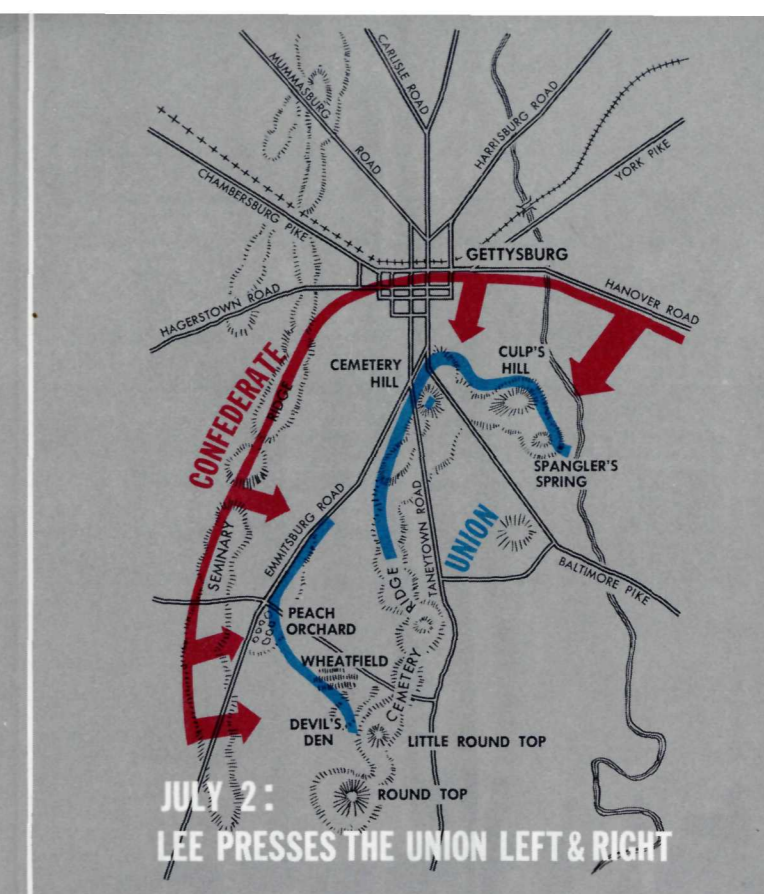 MUMMASBURG
ROAD
CARLISLE ROAD
HARRISBURG ROAD
YORK PIKE
CHAMBERSBURG PIKE
GETTYSBURG
HAGERSTOWN ROAD
HANOVER ROAD
CONFEDERATE
RIDGE
CEMETERY
HILL
CULP'S
HILL
SPANGLER'S
SPRING
SEMINARY
EMMITSBURG ROAD
TANEYTOWN ROAD
UNION
BALTIMORE PIKE
RIDGE
PEACH
ORCHARD
WHEATFIELD
CEMETERY
DEVIL'S
DEN
LITTLE ROUND TOP
ROUND TOP
JULY 2:
LEE PRESSES THE UNION LEFT & RIGHT